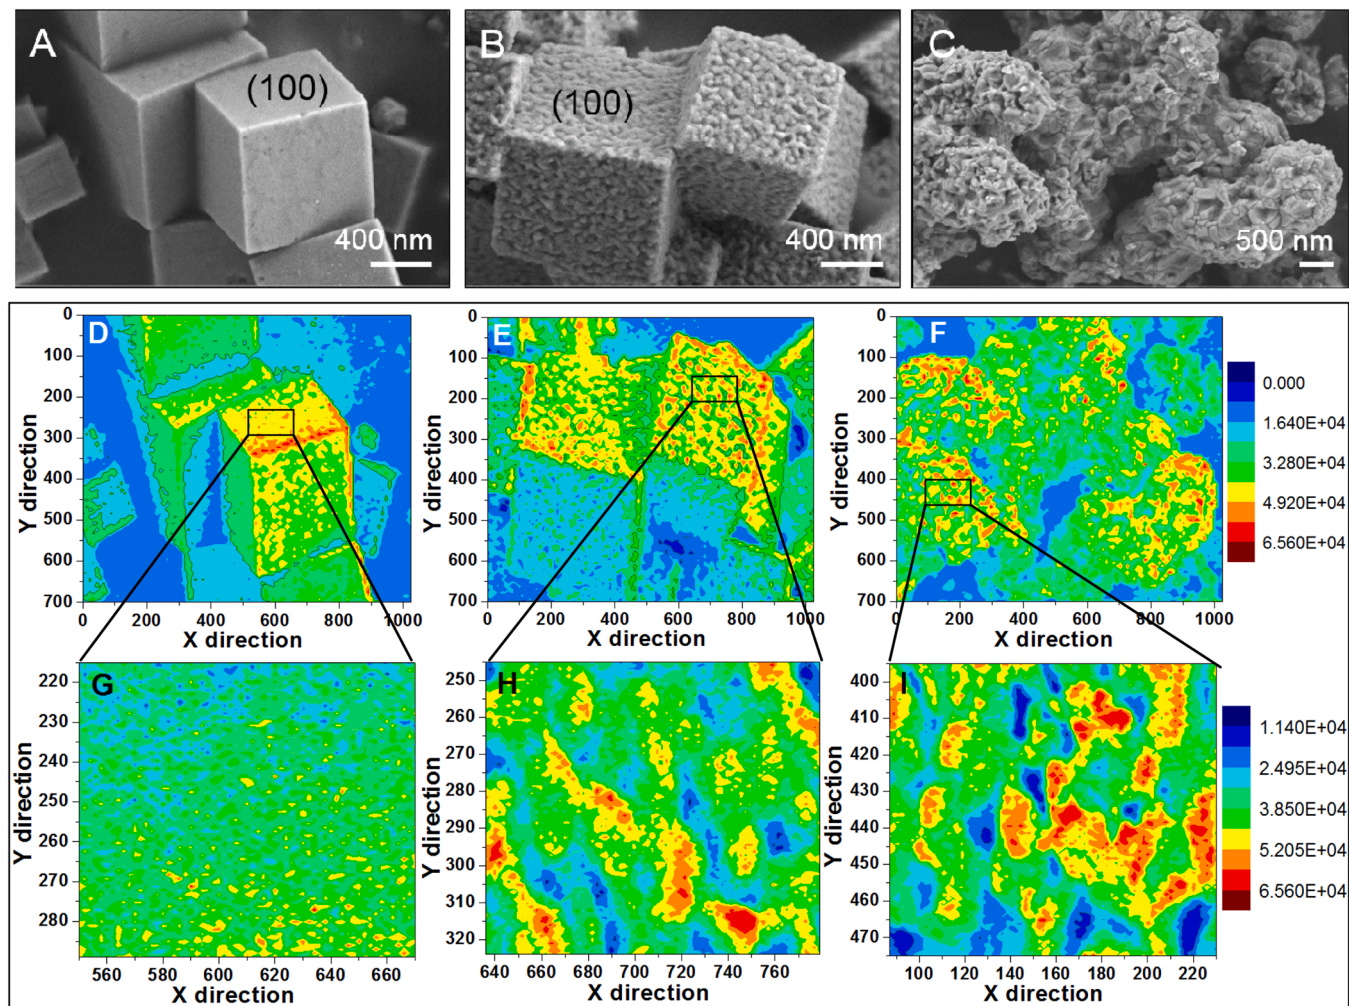 A
(100)
400 nm
B
(100)
400 nm
C
500 nm
D
0
100
200
300
400
500
600
700
Y direction
0 200 400 600 800 1000
X direction
E
0
100
200
300
400
500
600
700
Y direction
0 200 400 600 800 1000
X direction
F
0
100
200
300
400
500
600
700
Y direction
0 200 400 600 800 1000
X direction
0.000
1.640E+04
3.280E+04
4.920E+04
6.560E+04
G
220
230
240
250
260
270
280
Y direction
560 580 600 620 640 660
X direction
H
250
260
270
280
290
300
310
320
Y direction
640 660 680 700 720 740 760
X direction
I
400
410
420
430
440
450
460
470
Y direction
100 120 140 160 180 200 220
X direction
1.140E+04
2.495E+04
3.850E+04
5.205E+04
6.560E+04